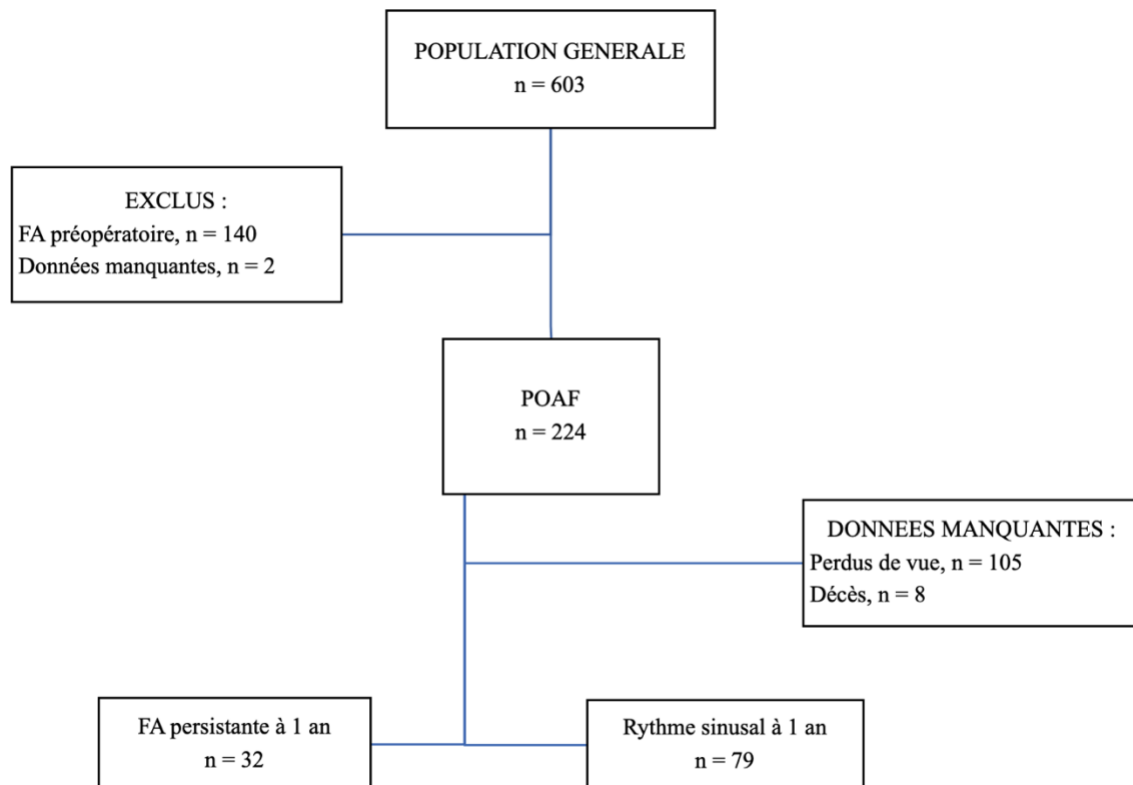 POPULATION GENERALE
n = 603
EXCLUS :
FA préopératoire, n = 140
Données manquantes, n = 2
POAF
n = 224
DONNEES MANQUANTES :
Perdus de vue, n = 105
Décès, n = 8
FA persistante à 1 an
n = 32
Rythme sinusal à 1 an
n = 79